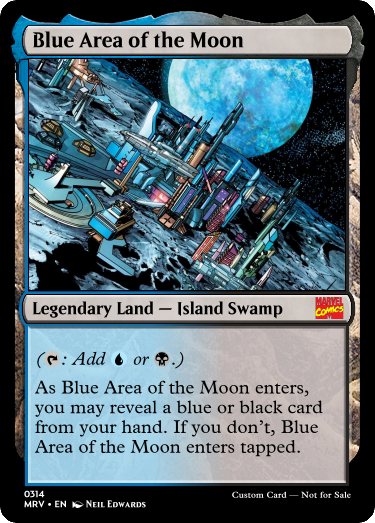 Blue Area of the Moon
Legendary Land — Island Swamp
MARVEL
COMICS
(: Add or .)
As Blue Area of the Moon enters,
you may reveal a blue or black card
from your hand. If you don't, Blue
Area of the Moon enters tapped.
0314
MRV • EN Neil Edwards
Custom Card — Not for Sale